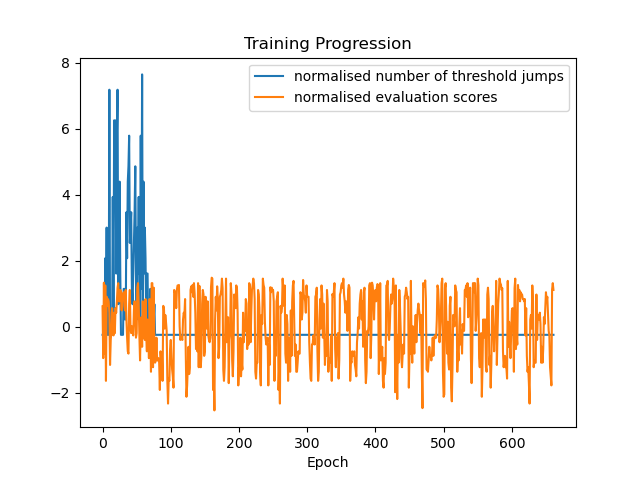 Training Progression
normalised number of threshold jumps
normalised evaluation scores
8
6
4
2
0
−2
0 100 200 300 400 500 600
Epoch